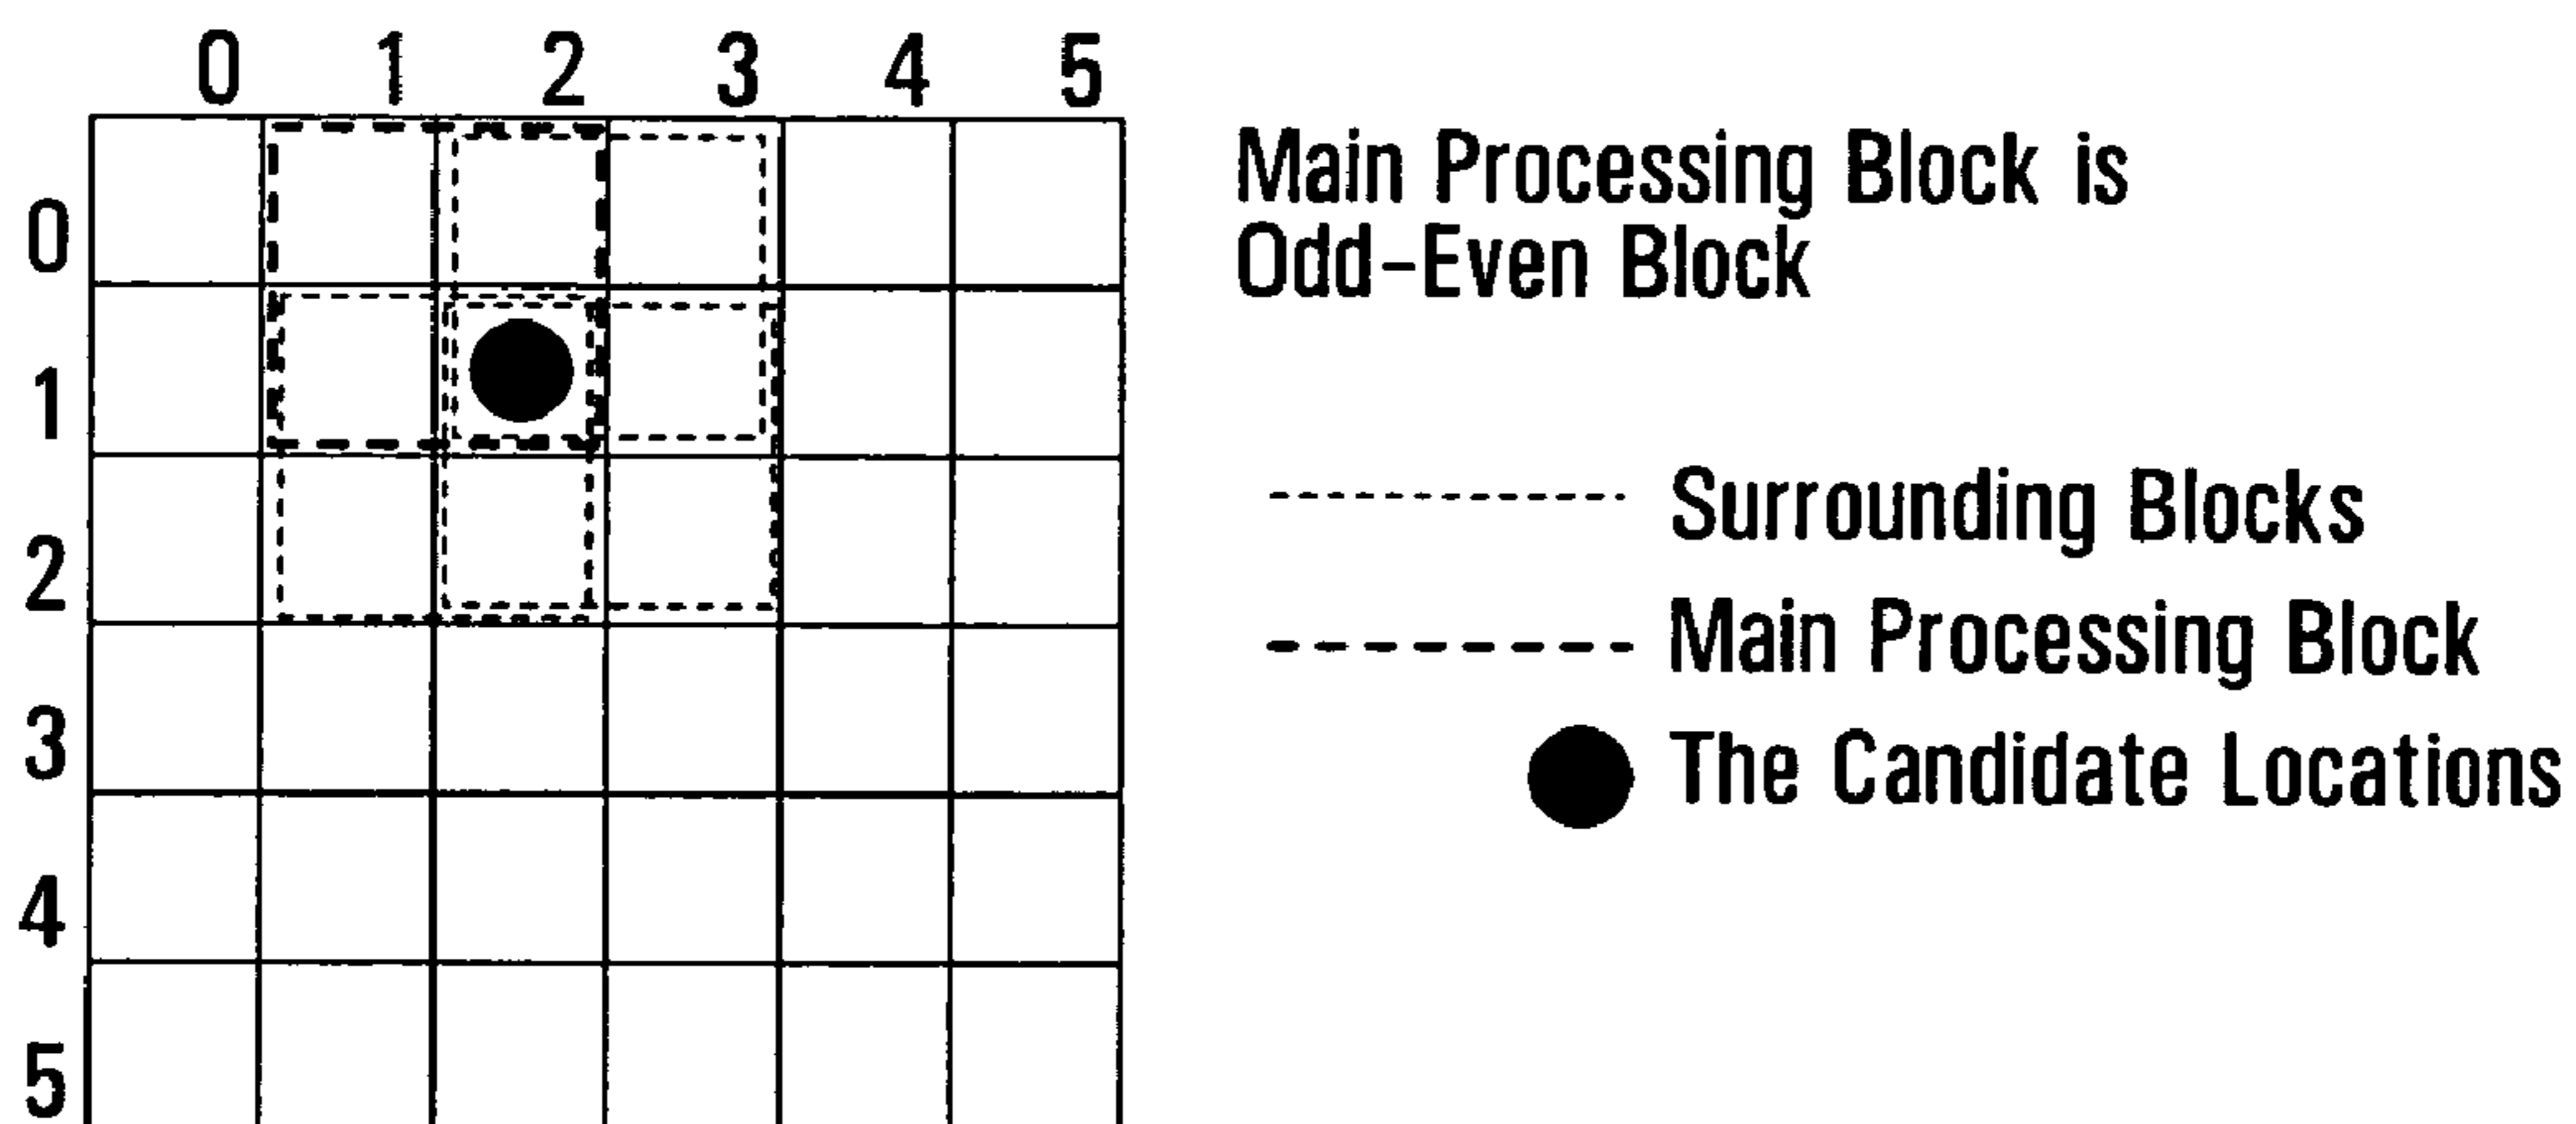 0 1 2 3 4 5
0
1
2
3
4
5
Main Processing Block is
Odd-Even Block
Surrounding Blocks
Main Processing Block
The Candidate Locations